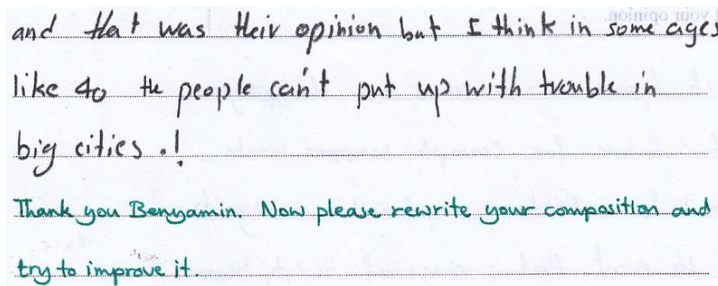 and that was their opinion but I think in some ages
like 40 the people can't put up with trouble in
big cities .!
Thank you Benyamin. Now please rewrite your composition and
try to improve it.